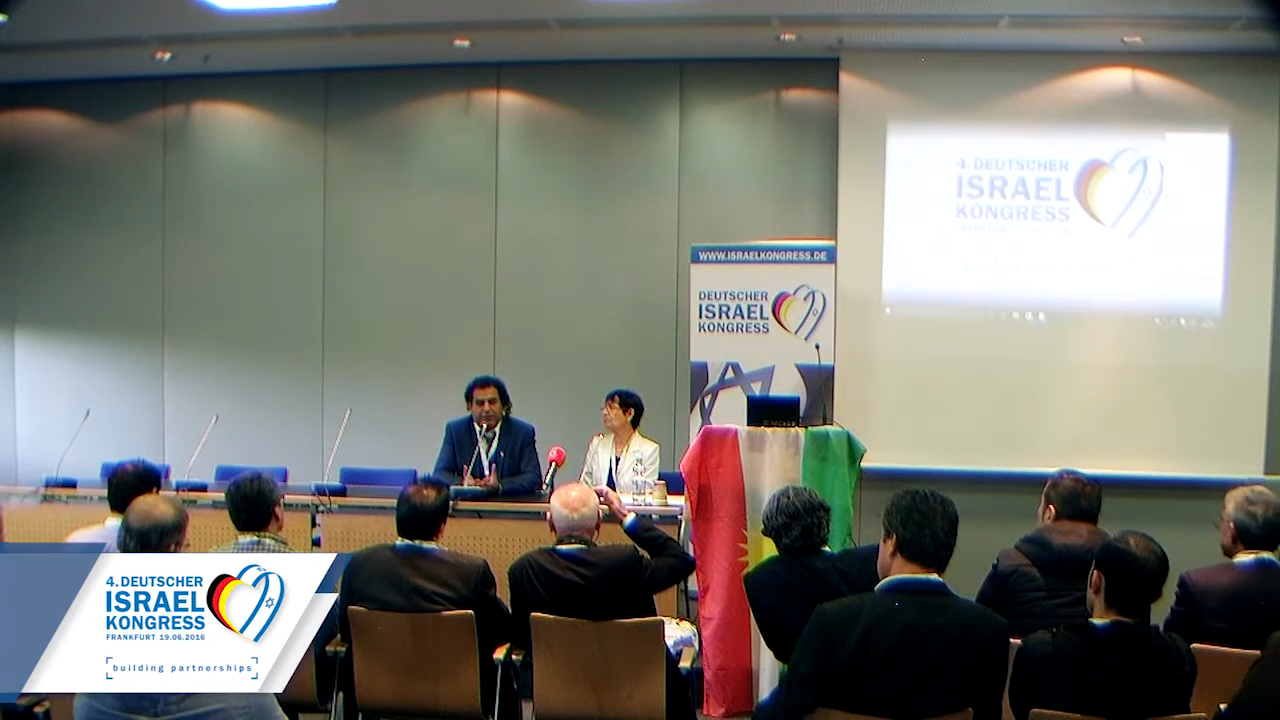 4. DEUTSCHER
ISRAEL
KONGRESS
WWW.ISRAELKONGRESS.DE
DEUTSCHER
ISRAEL
KONGRESS
4. DEUTSCHER
ISRAEL
KONGRESS
FRANKFURT 19.06.2016
building partnerships